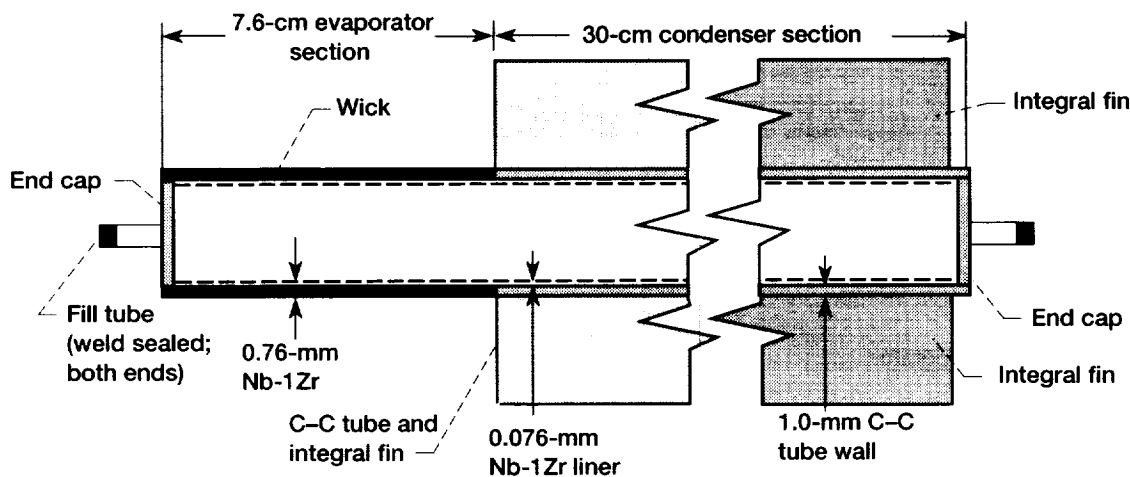 7.6-cm evaporator
section
30-cm condenser section
Wick
Integral fin
End cap
Fill tube
(weld sealed;
both ends)
0.76-mm
Nb-1Zr
C–C tube and
integral fin
0.076-mm
Nb-1Zr liner
1.0-mm C–C
tube wall
End cap
Integral fin